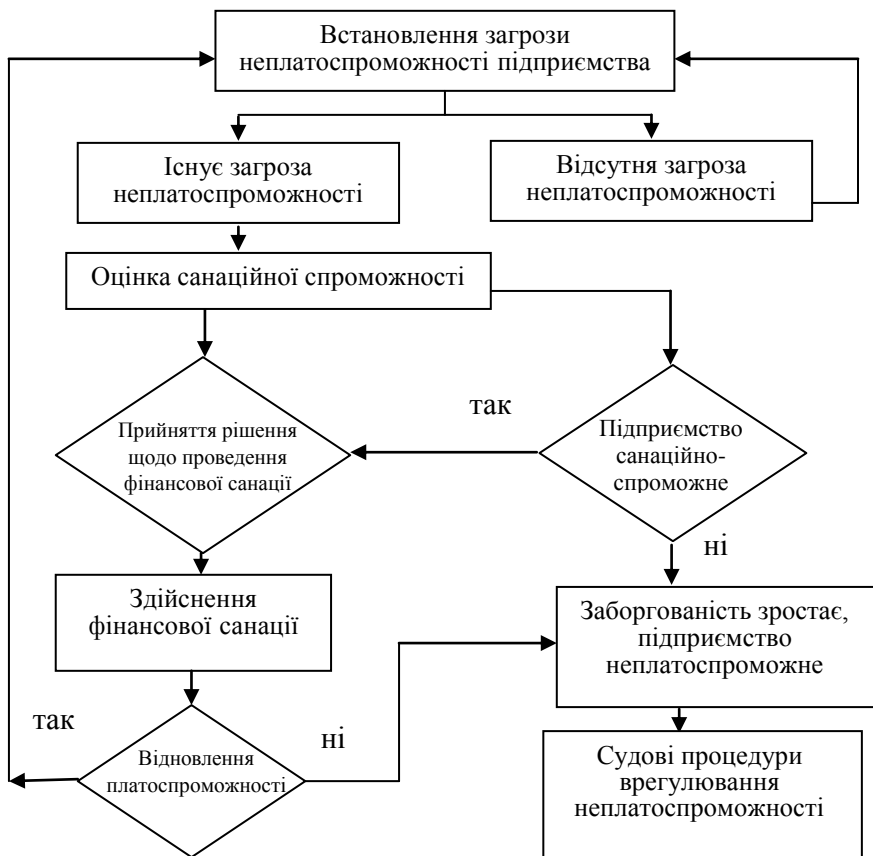 Встановлення загрози
неплатоспроможності підприємства
Існує загроза
неплатоспроможності
Відсутня загроза
неплатоспроможності
Оцінка санаційної спроможності
так
Прийняття рішення
щодо проведення
фінансової санації
Підприємство
санаційно-
спроможне
ні
Здійснення
фінансової санації
Заборгованість зростає,
підприємство
неплатоспроможне
так
ні
Відновлення
платоспроможності
Судові процедури
врегулювання
неплатоспроможності